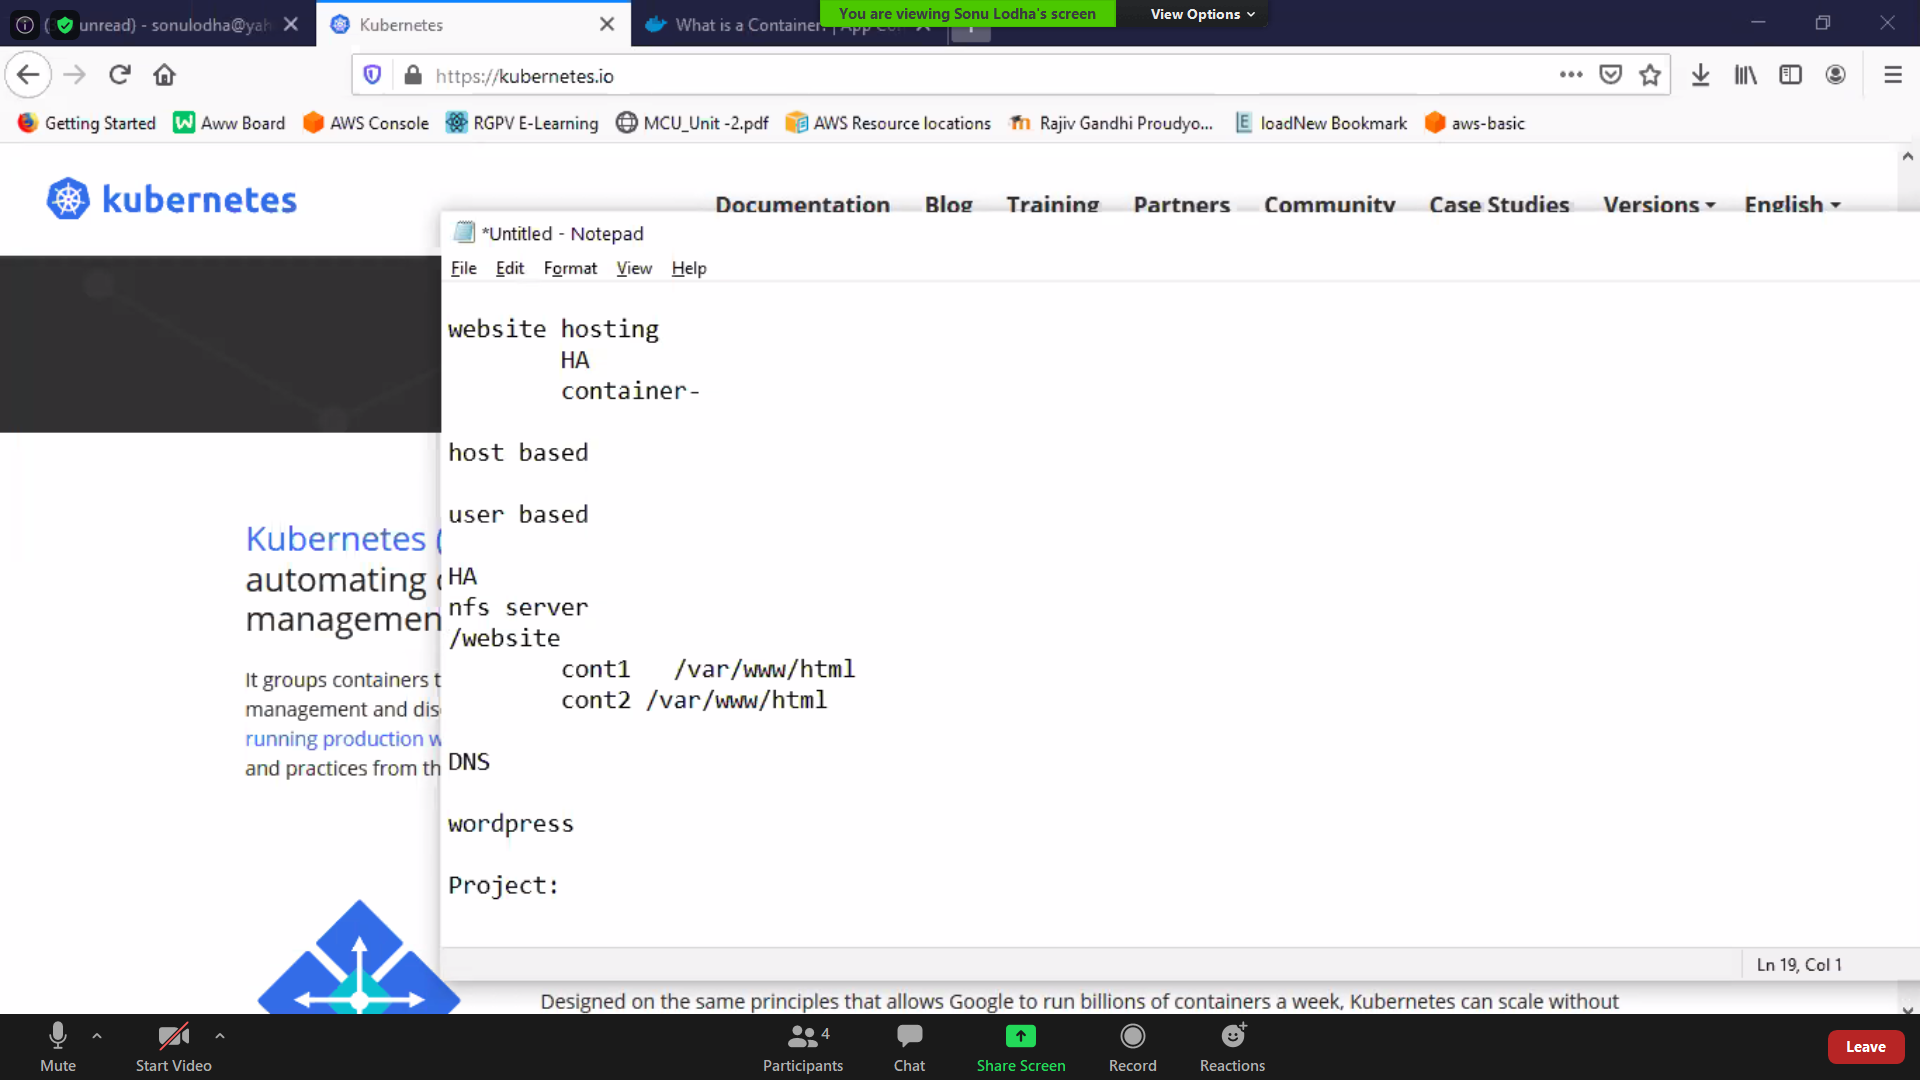 unread) - sonulodha@yah
Kubernetes
What is a Container? | App Con
You are viewing Sonu Lodha's screen
View Options
https://kubernetes.io
Getting Started
Aww Board
AWS Console
RGPV E-Learning
MCU_Unit -2.pdf
AWS Resource locations
Rajiv Gandhi Proudyo...
loadNew Bookmark
aws-basic
kubernetes
Documentation
Blog
Training
Partners
Community
Case Studies
Versions
English
*Untitled - Notepad
File
Edit
Format
View
Help
website hosting
HA
container-
host based
user based
HA
nfs server
/website
cont1 /var/www/html
cont2 /var/www/html
DNS
wordpress
Project:
Ln 19, Col 1
Kubernetes (
automating
managemen
It groups containers t
management and dis
running production w
and practices from th
Designed on the same principles that allows Google to run billions of containers a week, Kubernetes can scale without
Mute
Start Video
Participants
4
Chat
Share Screen
Record
Reactions
Leave